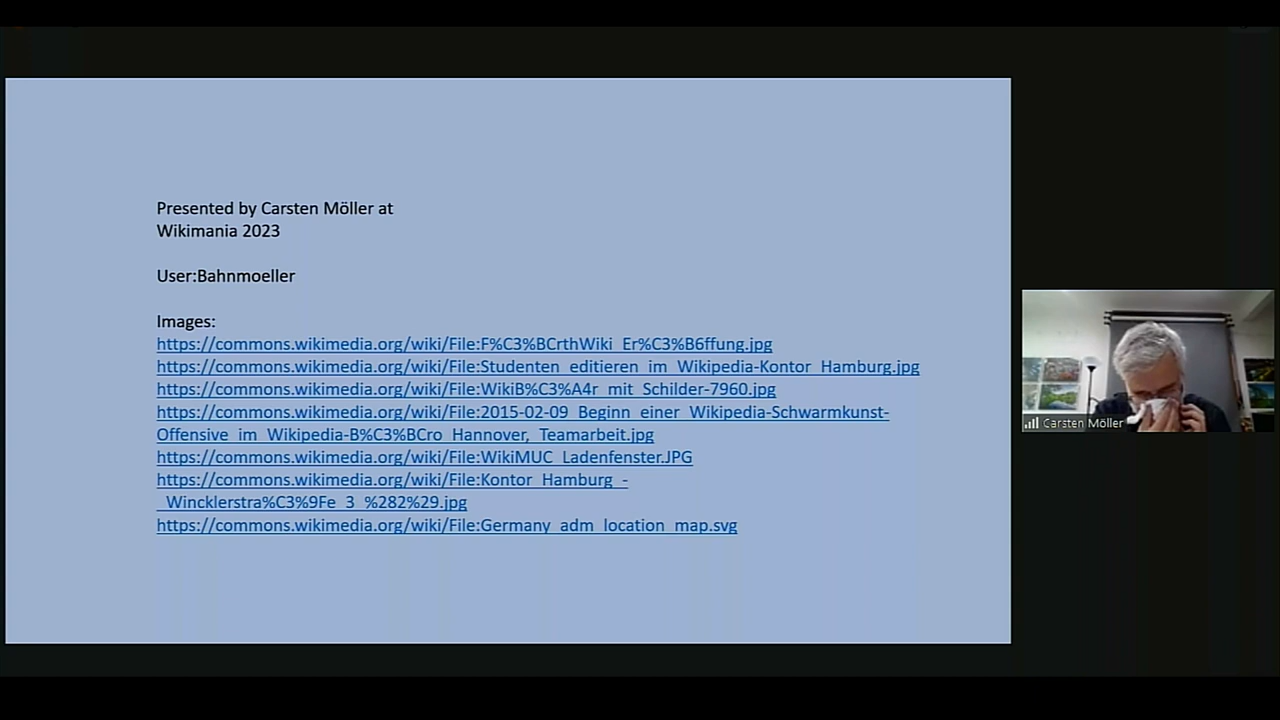 Presented by Carsten Möller at
Wikimania 2023
User:Bahnmoeller
Images:
https://commons.wikimedia.org/wiki/File:F%C3%BCrthWiki_Er%C3%B6ffung.jpg
https://commons.wikimedia.org/wiki/File:Studenten_editieren_im_Wikipedia-Kontor_Hamburg.jpg
https://commons.wikimedia.org/wiki/File:WikiB%C3%A4r_mit_Schilder-7960.jpg
https://commons.wikimedia.org/wiki/File:2015-02-09_Beginn_einer_Wikipedia-Schwarmkunst-
Offensive_im_Wikipedia-B%C3%BCro_Hannover,_Teamarbeit.jpg
https://commons.wikimedia.org/wiki/File:WikiMUC_Ladenfenster.JPG
https://commons.wikimedia.org/wiki/File:Kontor_Hamburg_-
_Wincklerstra%C3%9Fe_3_%282%29.jpg
https://commons.wikimedia.org/wiki/File:Germany_adm_location_map.svg
Carsten Möller